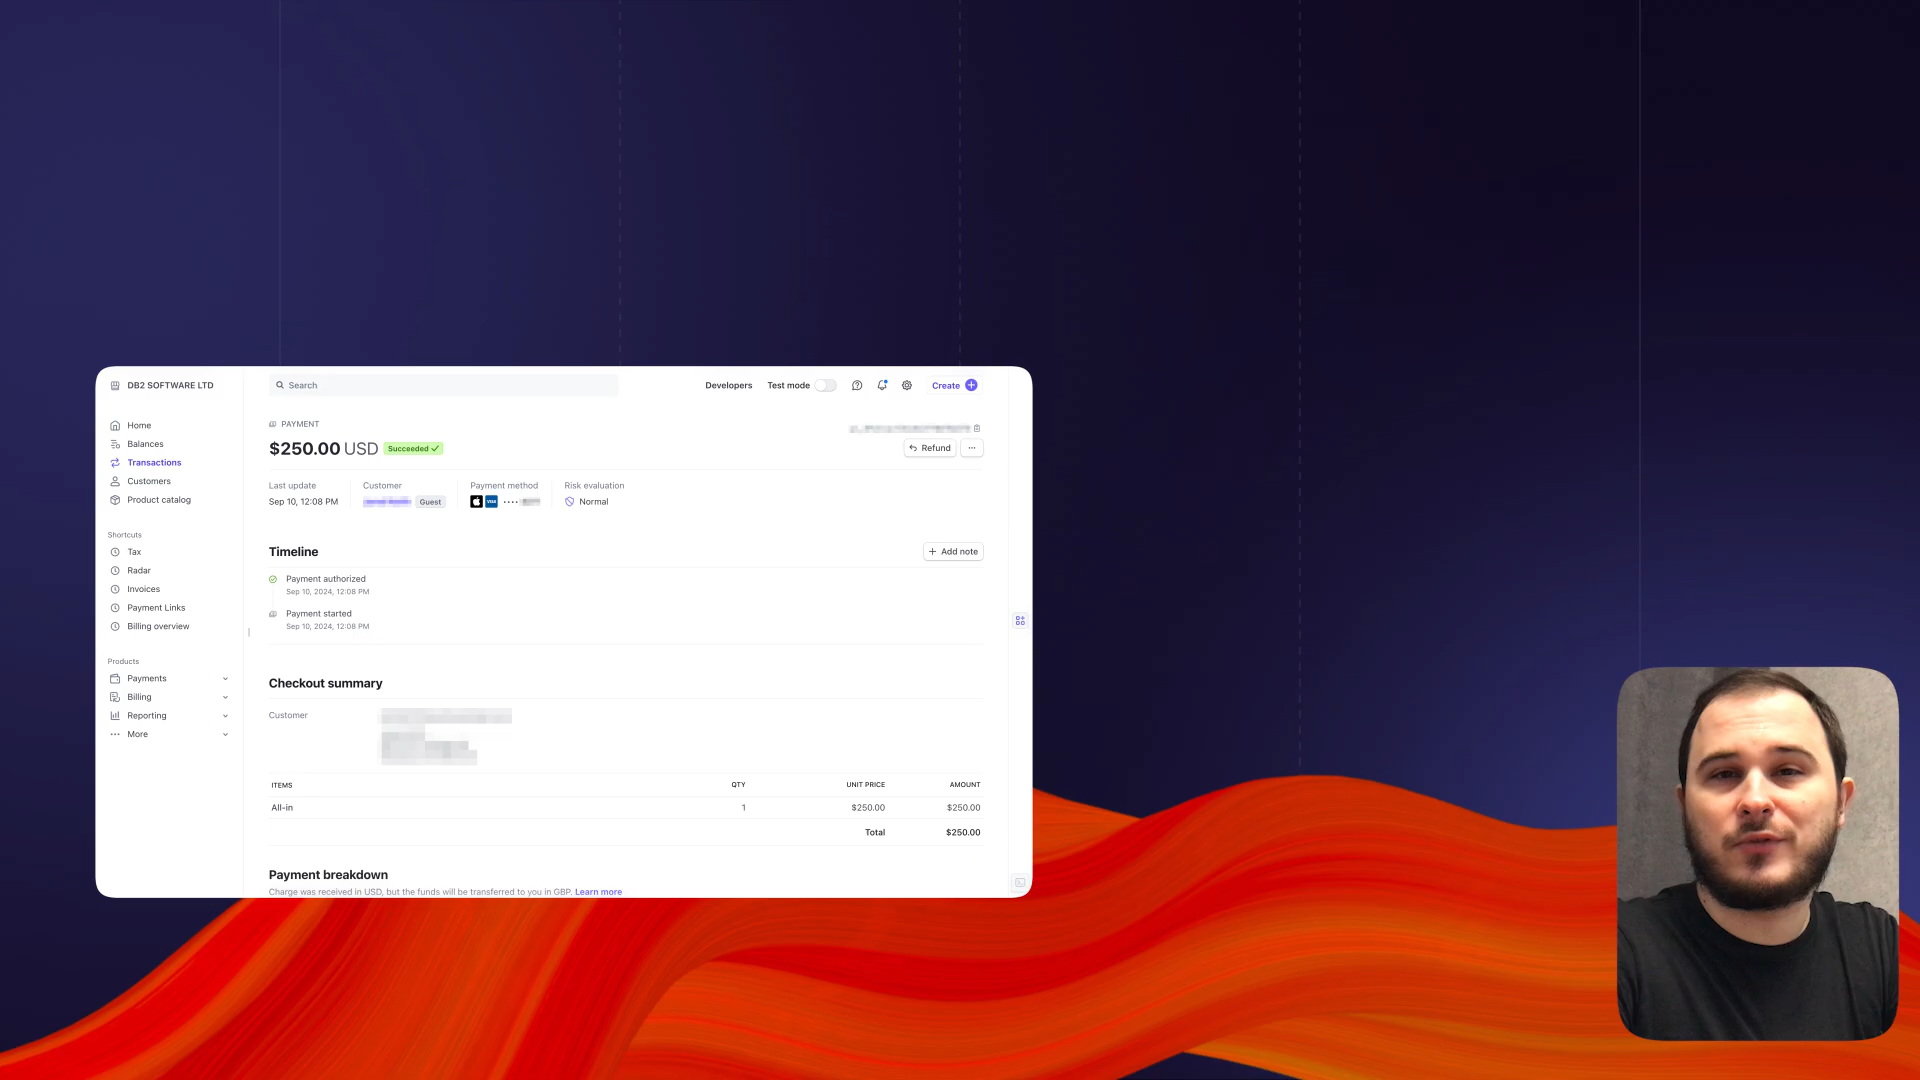 DB2 SOFTWARE LTD
Search
Developers
Test mode
Create
Home
Balances
Transactions
Customers
Product catalog
Shortcuts
Tax
Radar
Invoices
Payment Links
Billing overview
Products
Payments
Billing
Reporting
More
PAYMENT
$250.00 USD Succeeded
Refund
Last update
Sep 10, 12:08 PM
Customer
Guest
Payment method
VISA ····
Risk evaluation
Normal
Timeline
Add note
Payment authorized
Sep 10, 2024, 12:08 PM
Payment started
Sep 10, 2024, 12:08 PM
Checkout summary
Customer
ITEMS QTY UNIT PRICE AMOUNT
All-in 1 $250.00 $250.00
Total $250.00
Payment breakdown
Charge was received in USD, but the funds will be transferred to you in GBP. Learn more